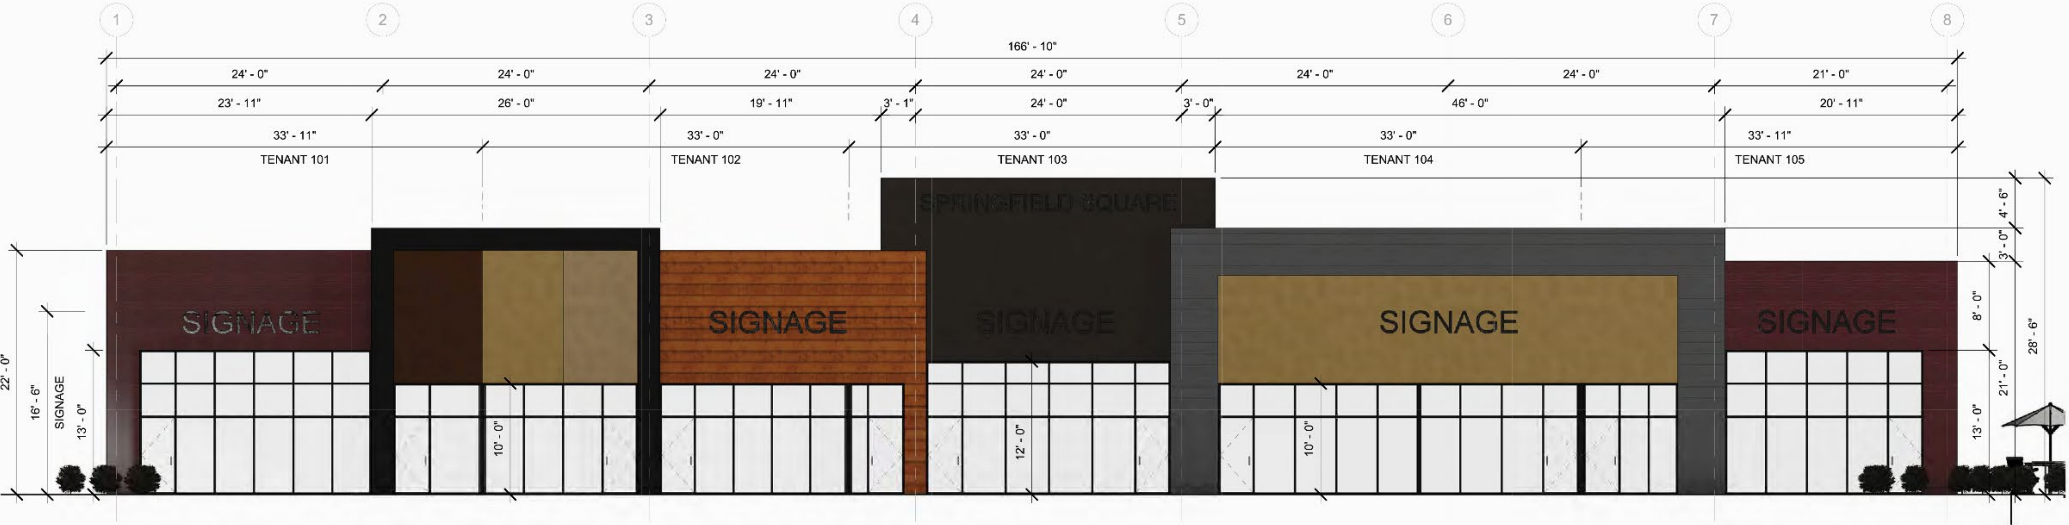 1 2 3 4 5 6 7 8
166' - 10"
24' - 0" 24' - 0" 24' - 0" 24' - 0" 24' - 0" 24' - 0" 21' - 0"
23' - 11" 26' - 0" 19' - 11" 3' - 1" 24' - 0" 3' - 0" 46' - 0" 20' - 11"
33' - 11" 33' - 0" 33' - 0" 33' - 0" 33' - 11"
TENANT 101 TENANT 102 TENANT 103 TENANT 104 TENANT 105
SPRINGFIELD SQUARE
SIGNAGE SIGNAGE SIGNAGE SIGNAGE SIGNAGE
22' - 0"
16' - 6"
SIGNAGE
13' - 0"
10' - 0"
12' - 0"
10' - 0"
4' - 6"
3' - 0"
8' - 0"
28' - 6"
21' - 0"
13' - 0"